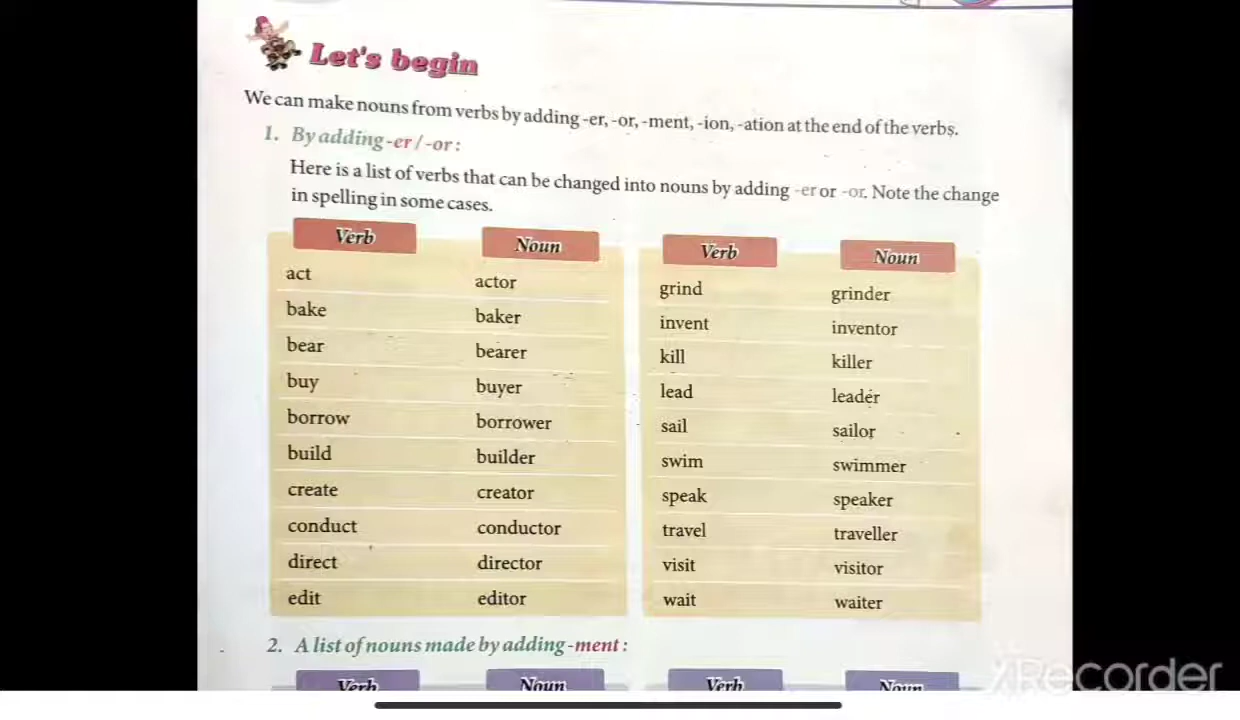 Let's begin
We can make nouns from verbs by adding -er, -or, -ment, -ion, -ation at the end of the verbs.
1. By adding -er / -or :
Here is a list of verbs that can be changed into nouns by adding -er or -or. Note the change
in spelling in some cases.
Verb Noun Verb Noun
act actor grind grinder
bake baker invent inventor
bear bearer kill killer
buy buyer lead leader
borrow borrower sail sailor
build builder swim swimmer
create creator speak speaker
conduct conductor travel traveller
direct director visit visitor
edit editor wait waiter
2. A list of nouns made by adding -ment :
Verb Noun Verb Noun
XRecorder